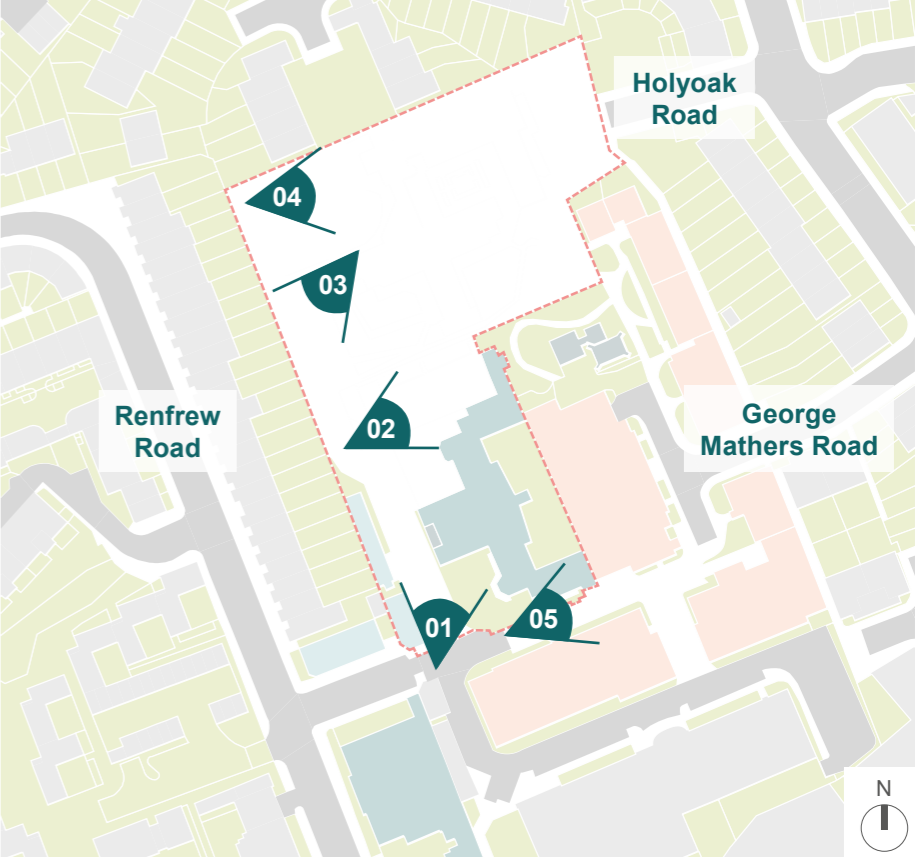 Holyoak
Road
04
03
Renfrew
Road
02
George
Mathers Road
01
05
N